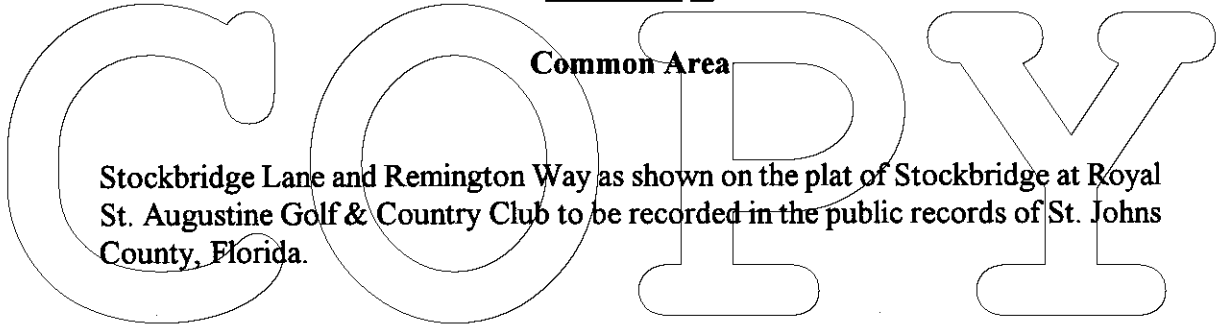 COPY
Common Area
Stockbridge Lane and Remington Way as shown on the plat of Stockbridge at Royal
St. Augustine Golf & Country Club to be recorded in the public records of St. Johns
County, Florida.